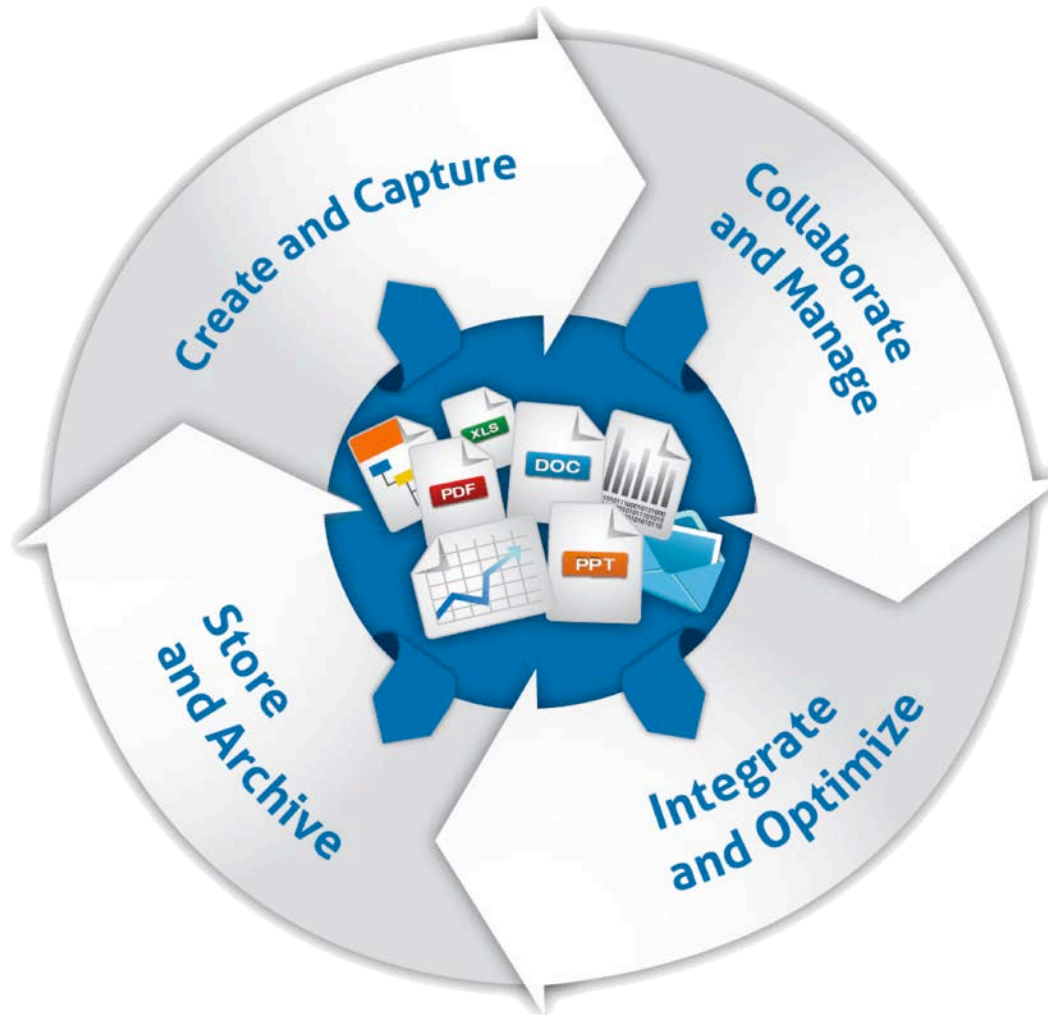 Create and Capture
Collaborate
and Manage
XLS
PDF
DOC
PPT
Store
and Archive
Integrate
and Optimize